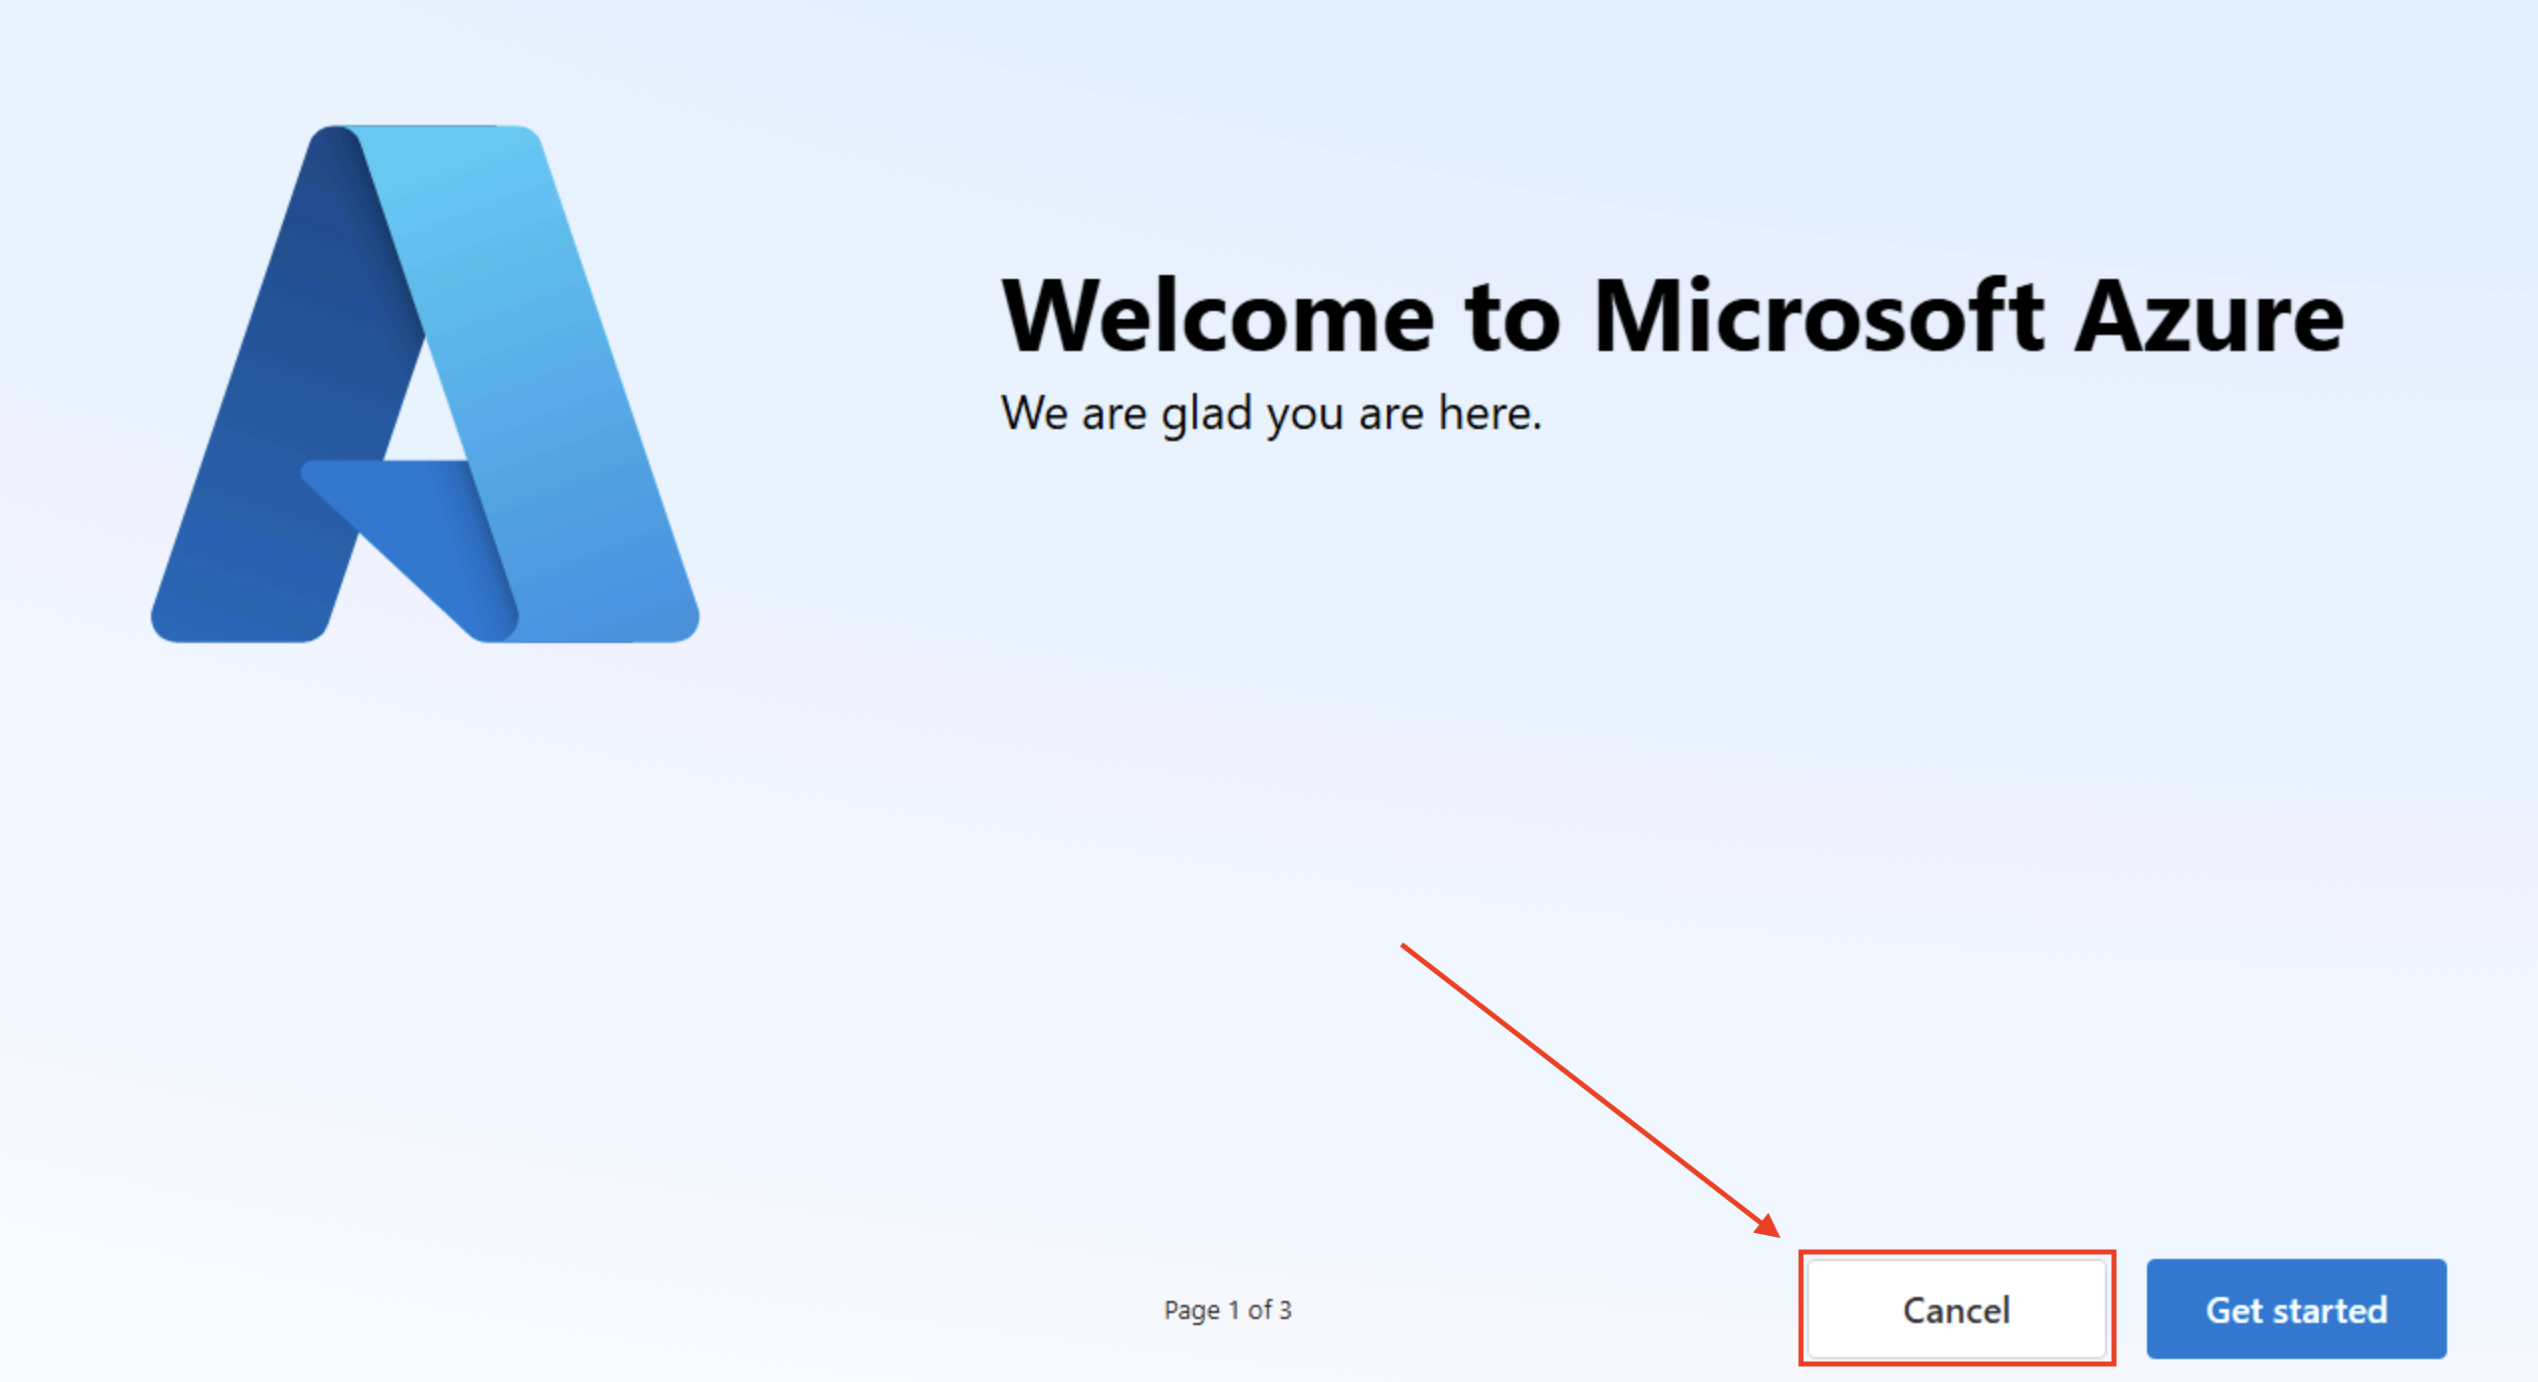 Welcome to Microsoft Azure
We are glad you are here.
Page 1 of 3
Cancel
Get started